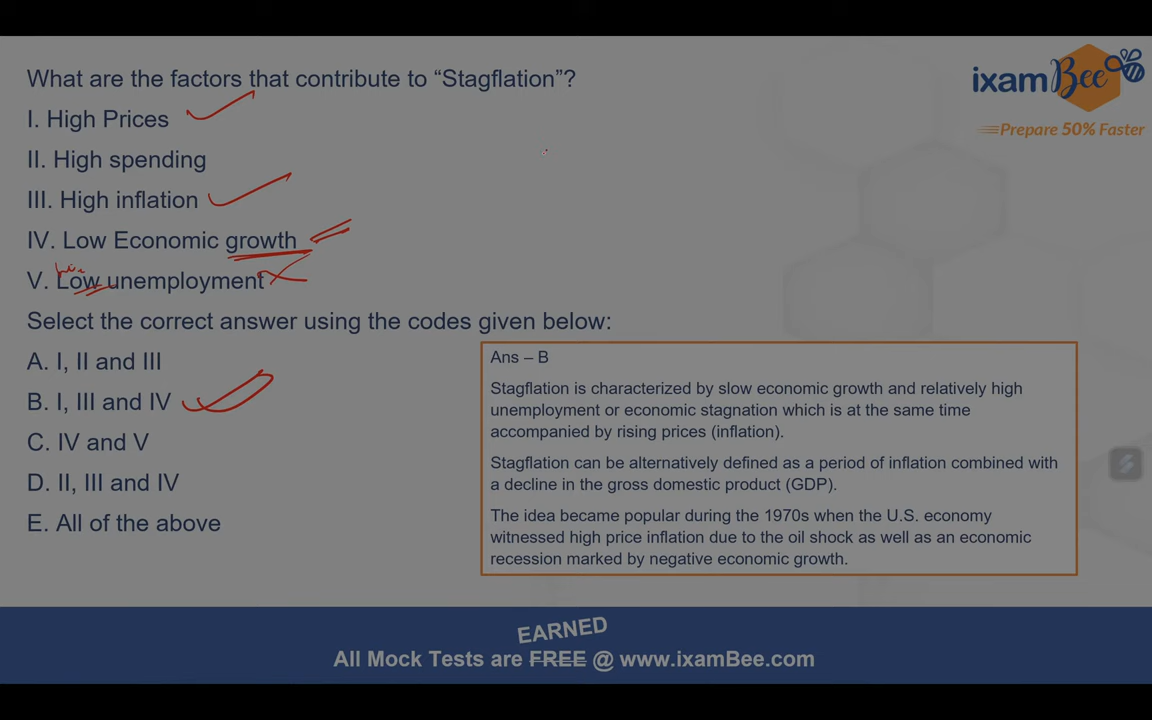 What are the factors that contribute to “Stagflation”?
I. High Prices
II. High spending
III. High inflation
IV. Low Economic growth
V. Low unemployment
Select the correct answer using the codes given below:
A. I, II and III
B. I, III and IV
C. IV and V
D. II, III and IV
E. All of the above
ixamBee
Prepare 50% Faster
Ans – B
Stagflation is characterized by slow economic growth and relatively high
unemployment or economic stagnation which is at the same time
accompanied by rising prices (inflation).
Stagflation can be alternatively defined as a period of inflation combined with
a decline in the gross domestic product (GDP).
The idea became popular during the 1970s when the U.S. economy
witnessed high price inflation due to the oil shock as well as an economic
recession marked by negative economic growth.
EARNED
All Mock Tests are FREE @ www.ixamBee.com